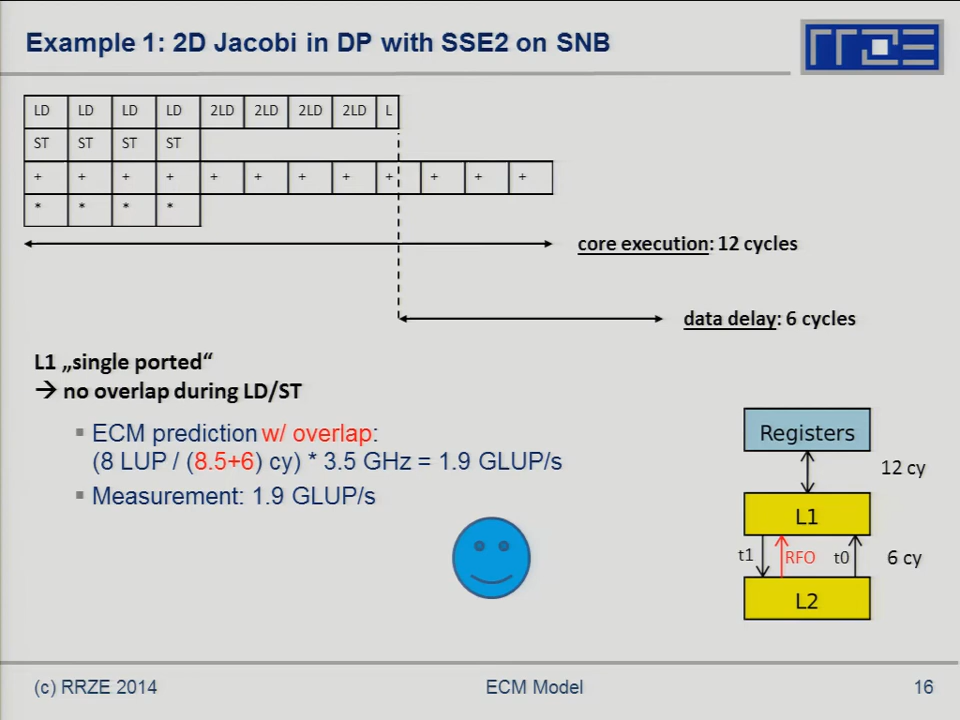 Example 1: 2D Jacobi in DP with SSE2 on SNB
RRZE
LD LD LD LD 2LD 2LD 2LD 2LD L
ST ST ST ST
+ + + + + + + + + + + +
* * * *
core execution: 12 cycles
data delay: 6 cycles
L1 „single ported“
→ no overlap during LD/ST
▪ ECM prediction w/ overlap:
(8 LUP / (8.5+6) cy) * 3.5 GHz = 1.9 GLUP/s
▪ Measurement: 1.9 GLUP/s
Registers
12 cy
L1
t1 RFO t0 6 cy
L2
(c) RRZE 2014 ECM Model 16